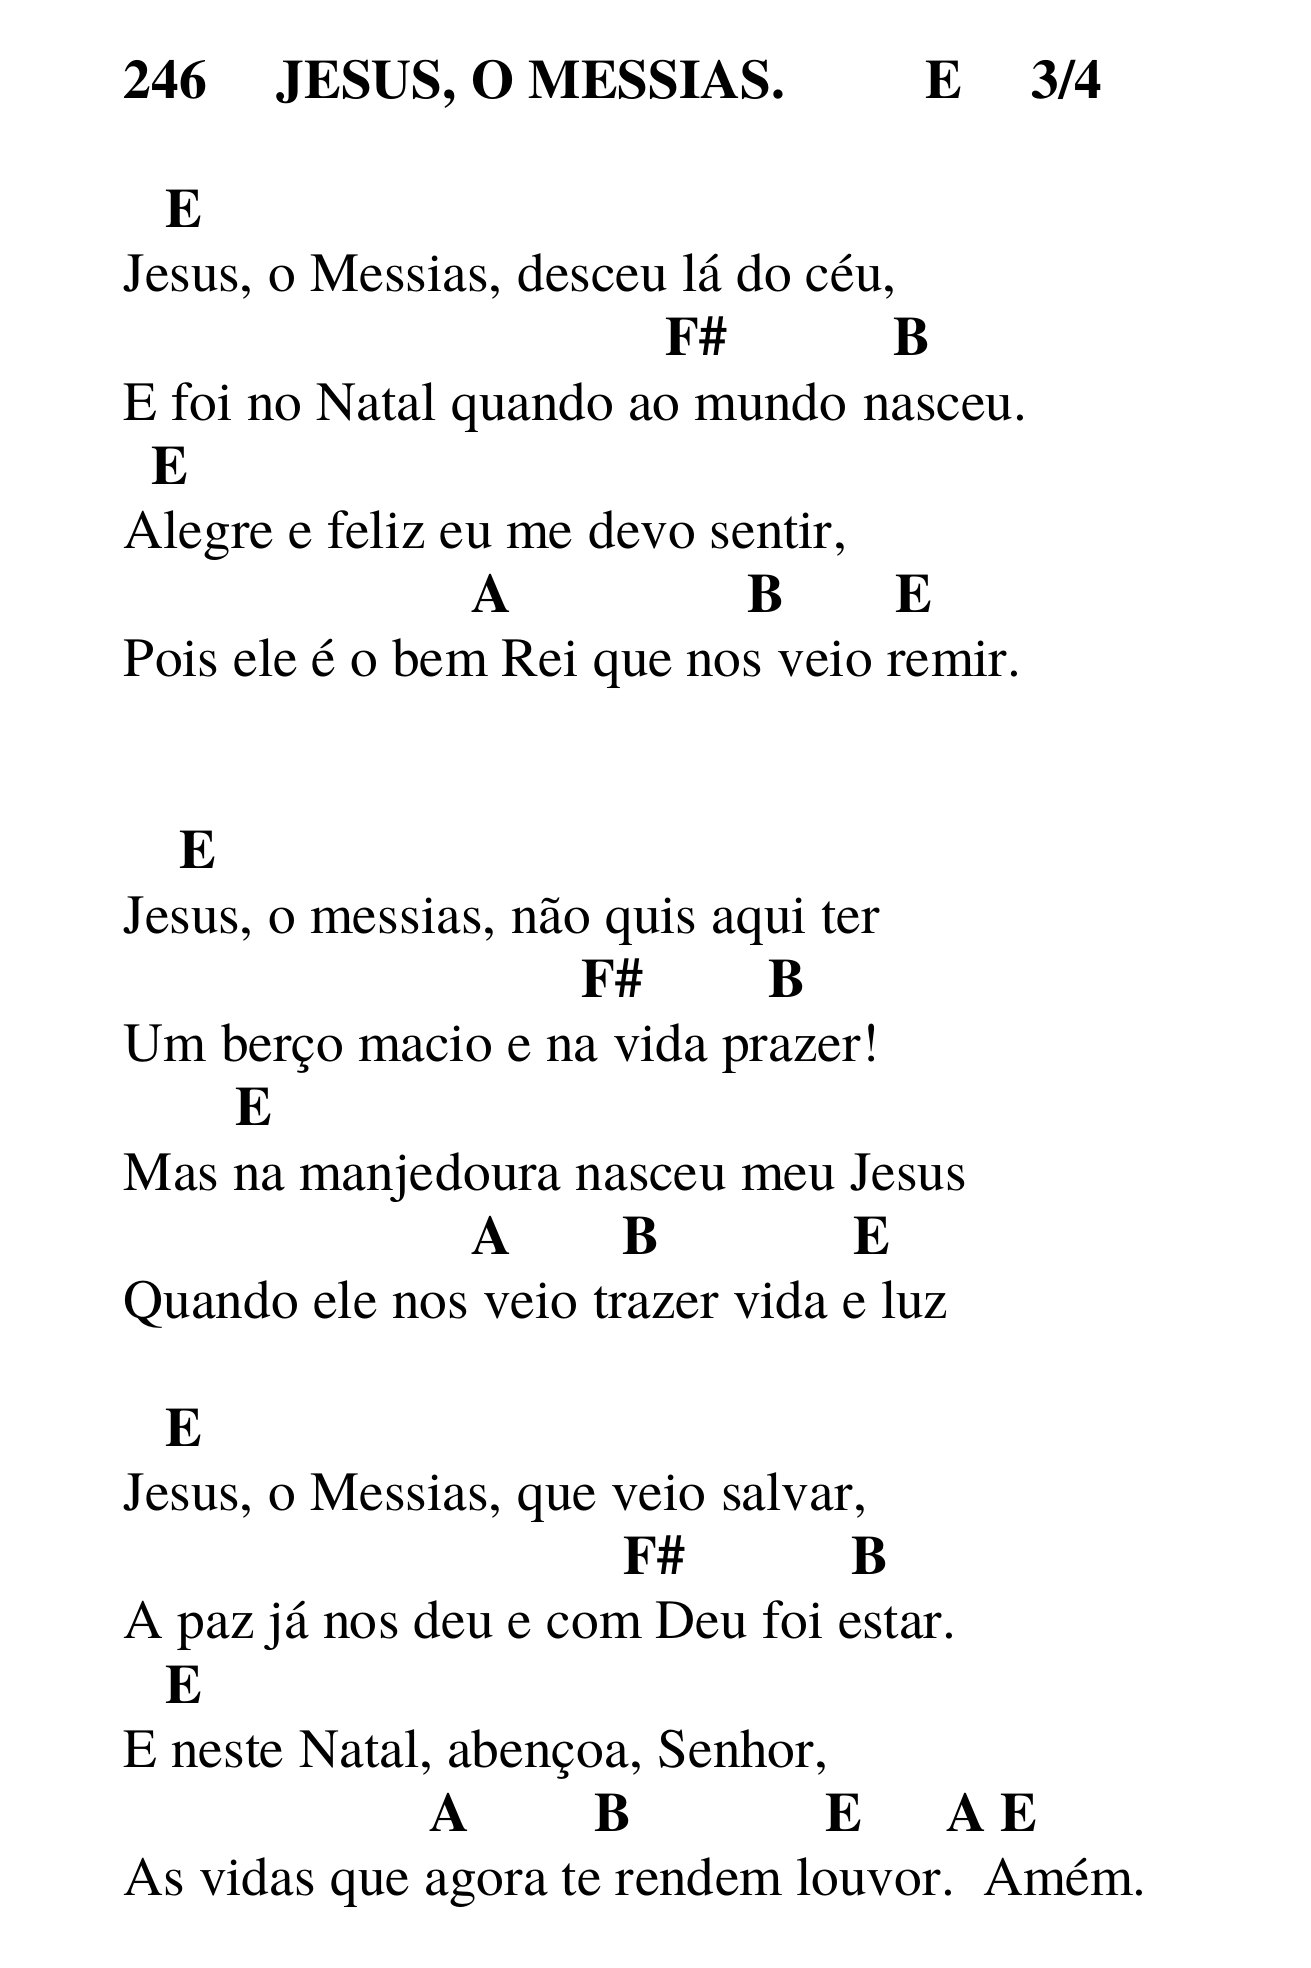 246 JESUS, O MESSIAS. E 3/4
E
Jesus, o Messias, desceu lá do céu,
F# B
E foi no Natal quando ao mundo nasceu.
E
Alegre e feliz eu me devo sentir,
A B E
Pois ele é o bem Rei que nos veio remir.
E
Jesus, o messias, não quis aqui ter
F# B
Um berço macio e na vida prazer!
E
Mas na manjedoura nasceu meu Jesus
A B E
Quando ele nos veio trazer vida e luz
E
Jesus, o Messias, que veio salvar,
F# B
A paz já nos deu e com Deu foi estar.
E
E neste Natal, abençoa, Senhor,
A B E A E
As vidas que agora te rendem louvor. Amém.